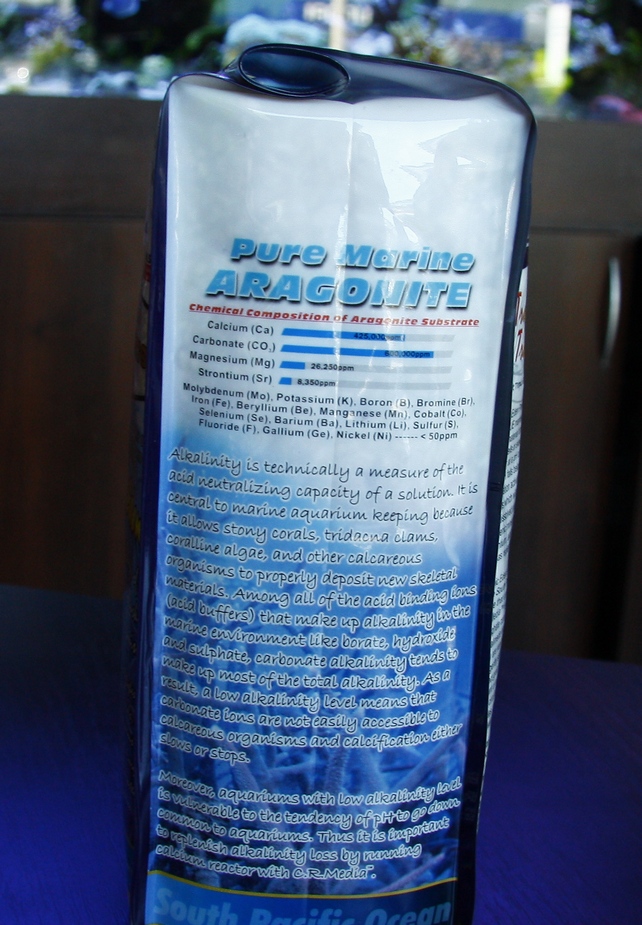 Pure Marine
ARAGONITE
Chemical Composition of Aragonite Substrate
Calcium (Ca) 425,000ppm
Carbonate (CO₃) 600,000ppm
Magnesium (Mg) 26,250ppm
Strontium (Sr) 8,350ppm
Molybdenum (Mo), Potassium (K), Boron (B), Bromine (Br),
Iron (Fe), Beryllium (Be), Manganese (Mn), Cobalt (Co),
Selenium (Se), Barium (Ba), Lithium (Li), Sulfur (S),
Fluoride (F), Gallium (Ge), Nickel (Ni) ------ < 50ppm
Alkalinity is technically a measure of the
acid neutralizing capacity of a solution. It is
central to marine aquarium keeping because
it allows stony corals, tridacna clams,
coralline algae, and other calcareous
organisms to properly deposit new skeletal
materials. Among all of the acid binding ions
(acid buffers) that make up alkalinity in the
marine environment like borate, hydroxide
and sulphate, carbonate alkalinity tends to
make up most of the total alkalinity. As a
result, a low alkalinity level means that
carbonate ions are not easily accessible to
calcareous organisms and calcification either
slows or stops.
Moreover, aquariums with low alkalinity level
is vulnerable to the tendency of pH to go down
common to aquariums. Thus it is important
to replenish alkalinity loss by running
calcium reactor with C.R.Media™.
South Pacific Ocean